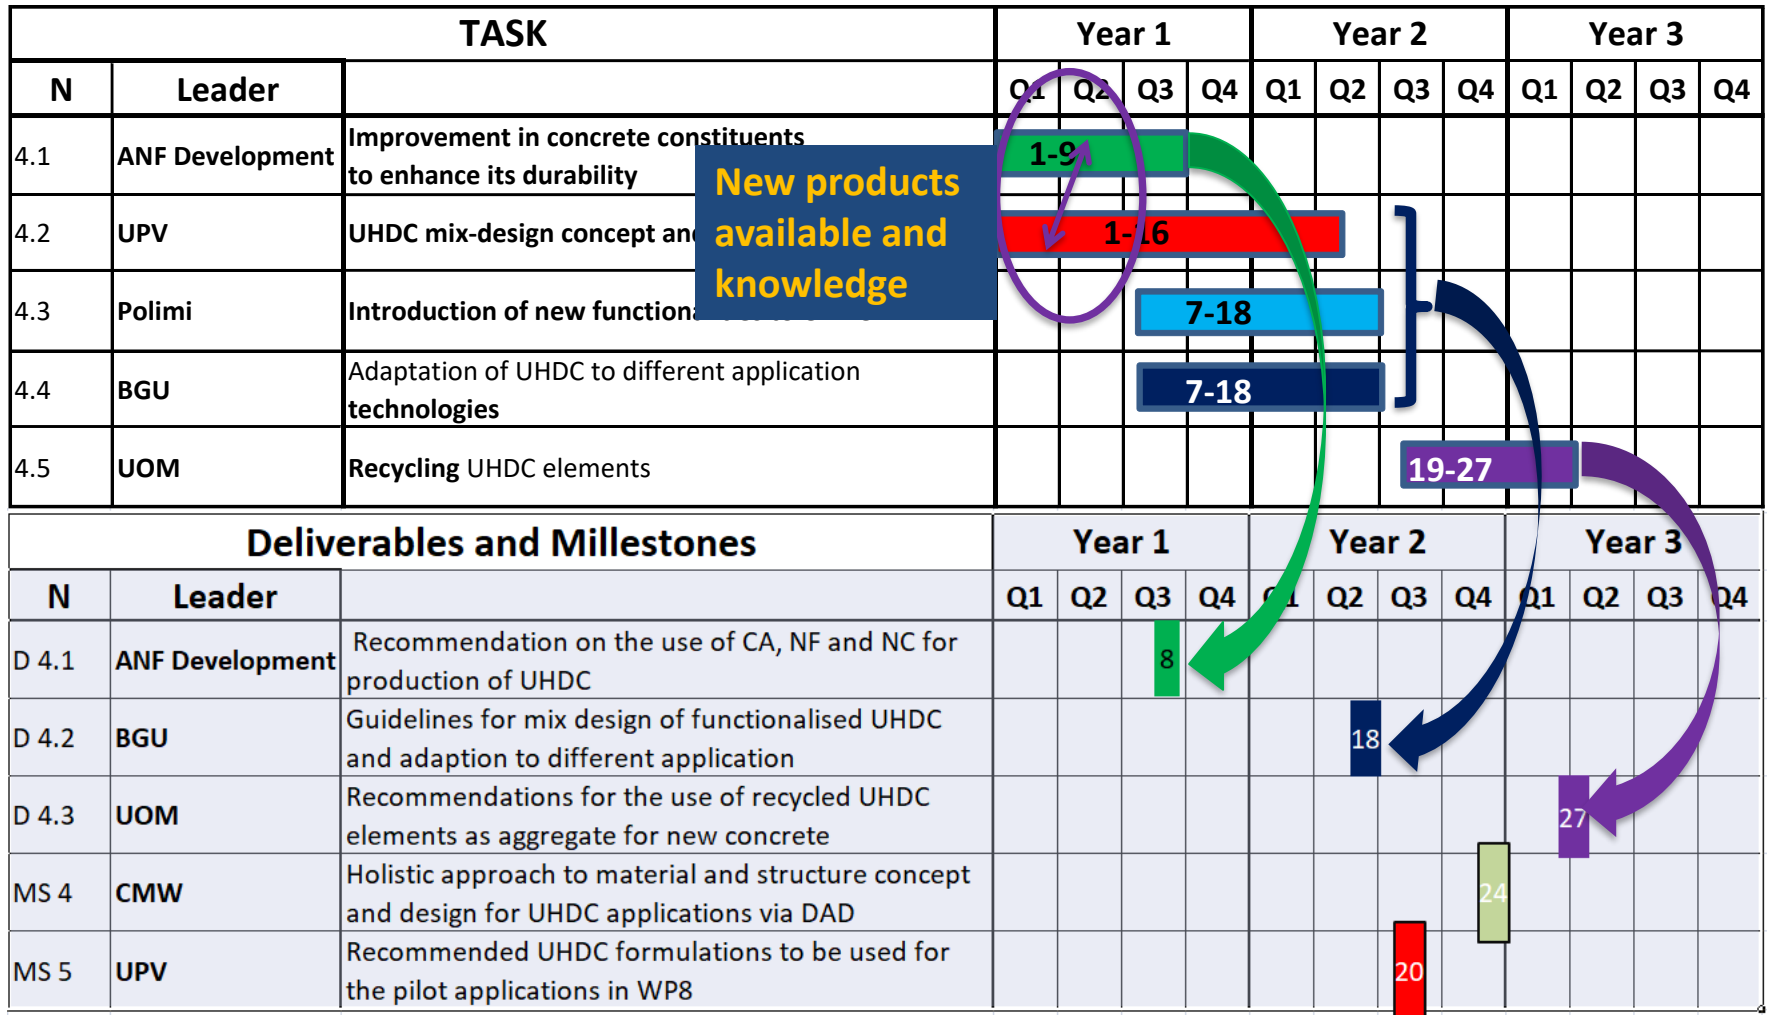 TASK Year 1 Year 2 Year 3
N Leader Q1 Q2 Q3 Q4 Q1 Q2 Q3 Q4 Q1 Q2 Q3 Q4
4.1 ANF Development Improvement in concrete constituents
to enhance its durability
1-9
4.2 UPV UHDC mix-design concept and
1-16
4.3 Polimi Introduction of new
7-18
4.4 BGU Adaptation of UHDC to different application
technologies
7-18
4.5 UOM Recycling UHDC elements
19-27
New products
available and
knowledge
Deliverables and Millestones Year 1 Year 2 Year 3
N Leader Q1 Q2 Q3 Q4 Q1 Q2 Q3 Q4 Q1 Q2 Q3 Q4
D 4.1 ANF Development Recommendation on the use of CA, NF and NC for
production of UHDC
8
D 4.2 BGU Guidelines for mix design of functionalised UHDC
and adaption to different application
18
D 4.3 UOM Recommendations for the use of recycled UHDC
elements as aggregate for new concrete
27
MS 4 CMW Holistic approach to material and structure concept
and design for UHDC applications via DAD
24
MS 5 UPV Recommended UHDC formulations to be used for
the pilot applications in WP8
20